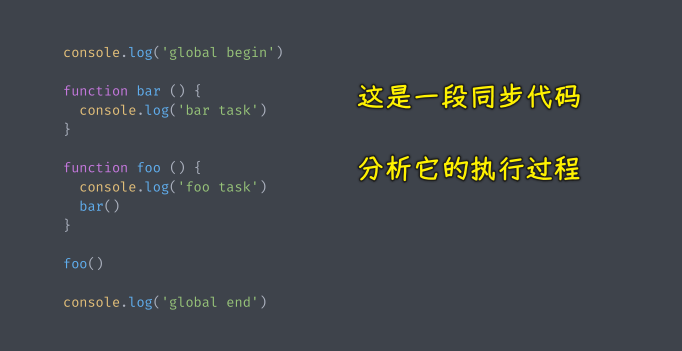 console.log('global begin')
function bar () {
  console.log('bar task')
}
这是一段同步代码
function foo () {
  console.log('foo task')
  bar()
}
分析它的执行过程
foo()
console.log('global end')